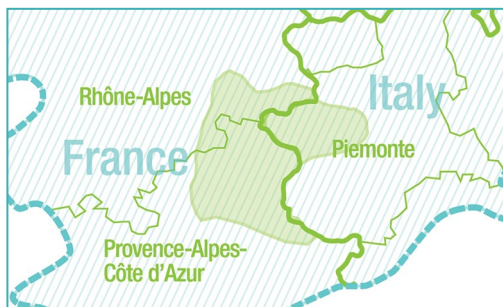 Rhône-Alpes
Italy
France
Piemonte
Provence-Alpes-
Côte d'Azur